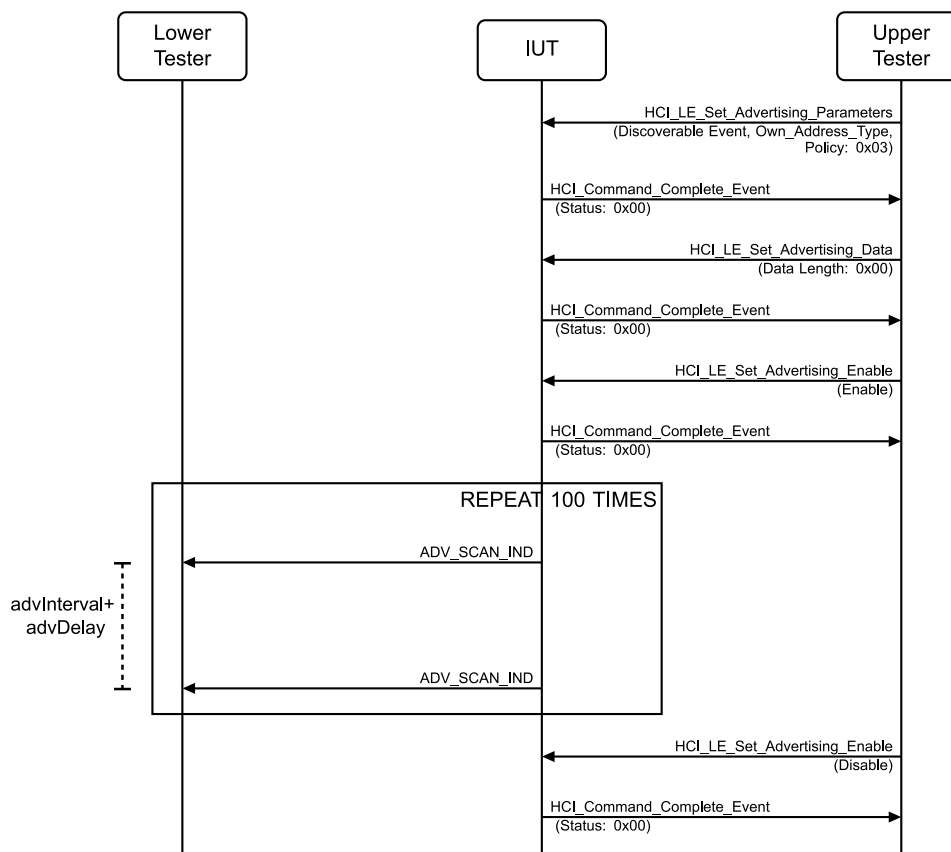 Lower
Tester
IUT
Upper
Tester
HCI_LE_Set_Advertising_Parameters
(Discoverable Event, Own_Address_Type,
Policy: 0x03)
HCI_Command_Complete_Event
(Status: 0x00)
HCI_LE_Set_Advertising_Data
(Data Length: 0x00)
HCI_Command_Complete_Event
(Status: 0x00)
HCI_LE_Set_Advertising_Enable
(Enable)
HCI_Command_Complete_Event
(Status: 0x00)
REPEAT 100 TIMES
ADV_SCAN_IND
advInterval+
advDelay
ADV_SCAN_IND
HCI_LE_Set_Advertising_Enable
(Disable)
HCI_Command_Complete_Event
(Status: 0x00)